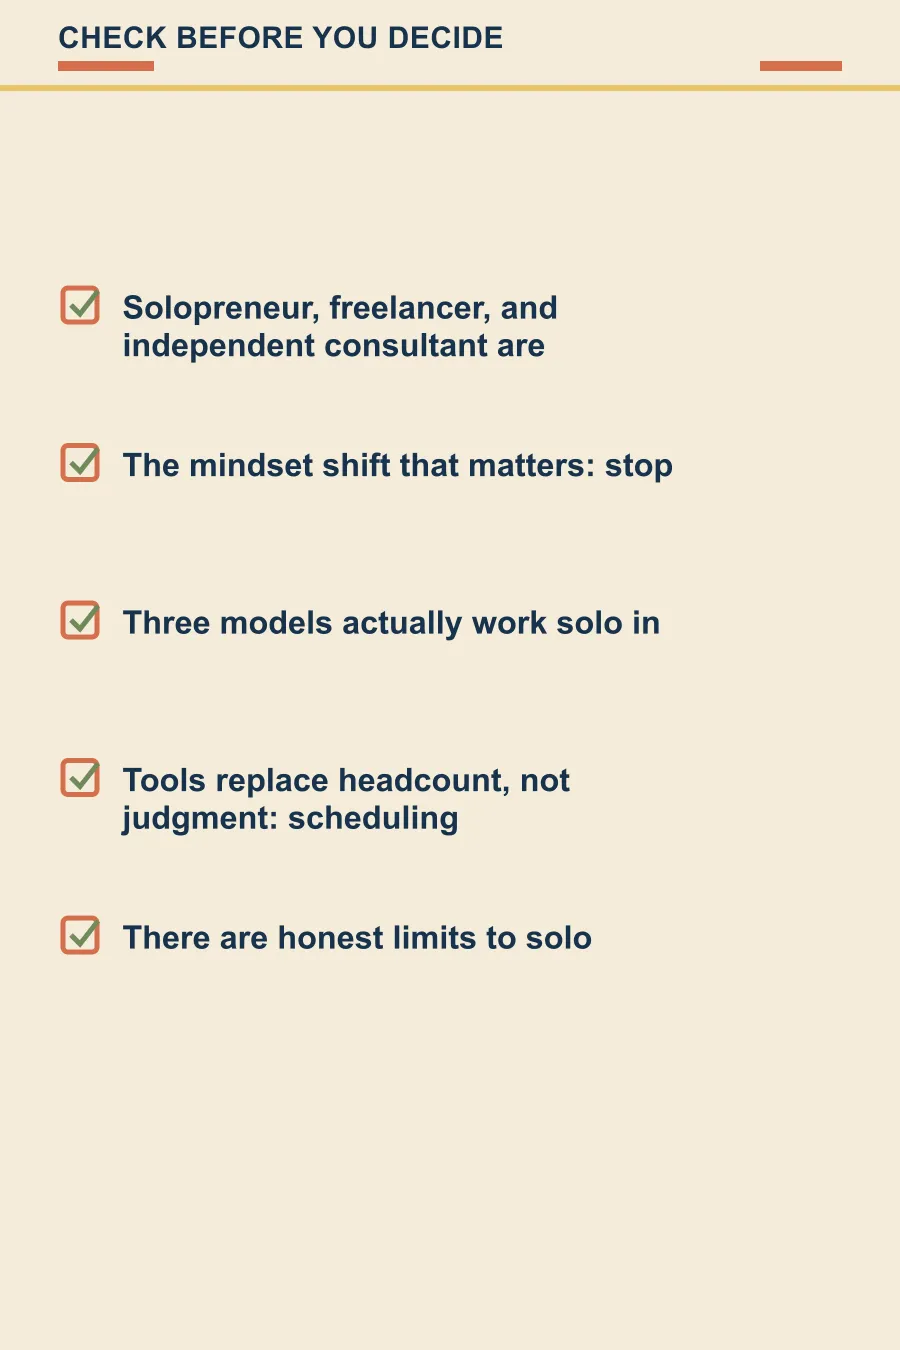 CHECK BEFORE YOU DECIDE
Solopreneur, freelancer, and
independent consultant are
The mindset shift that matters: stop
Three models actually work solo in
Tools replace headcount, not
judgment: scheduling
There are honest limits to solo